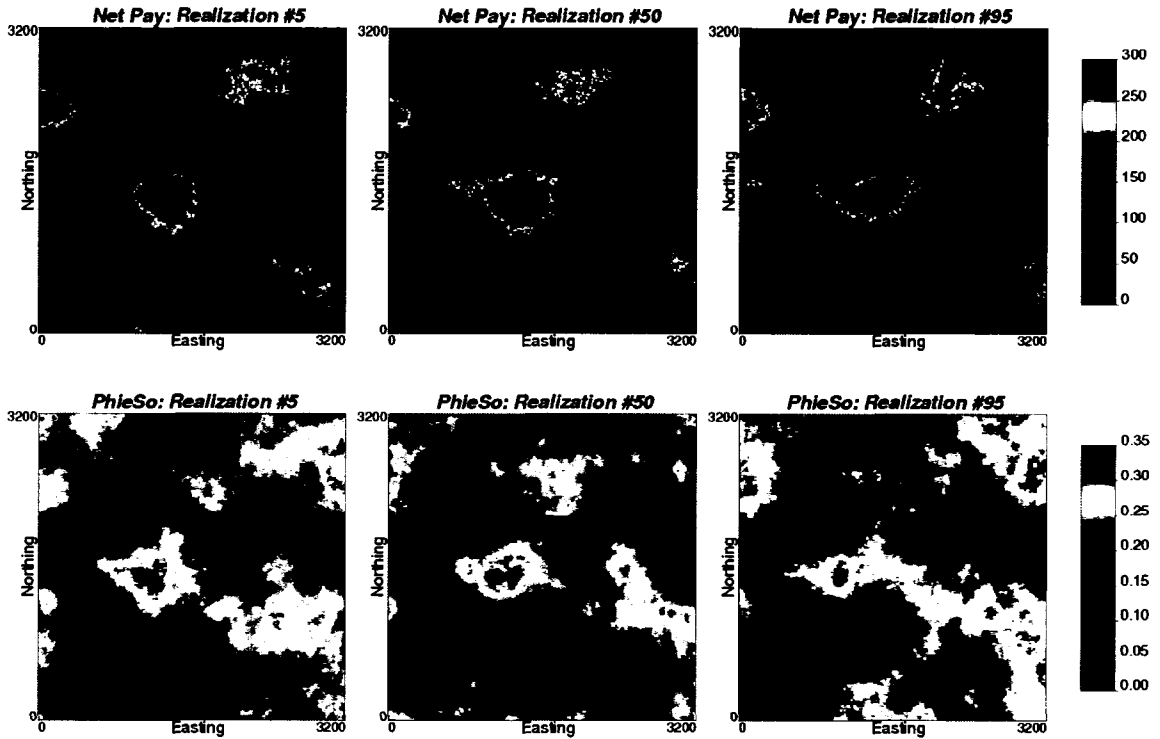 Net Pay: Realization #5
Net Pay: Realization #50
Net Pay: Realization #95
3200
Northing
0
0
Easting
3200
3200
Northing
0
0
Easting
3200
3200
Northing
0
0
Easting
3200
300
250
200
150
100
50
0
PhieSo: Realization #5
PhieSo: Realization #50
PhieSo: Realization #95
3200
Northing
0
0
Easting
3200
3200
Northing
0
0
Easting
3200
3200
Northing
0
0
Easting
3200
0.35
0.30
0.25
0.20
0.15
0.10
0.05
0.00